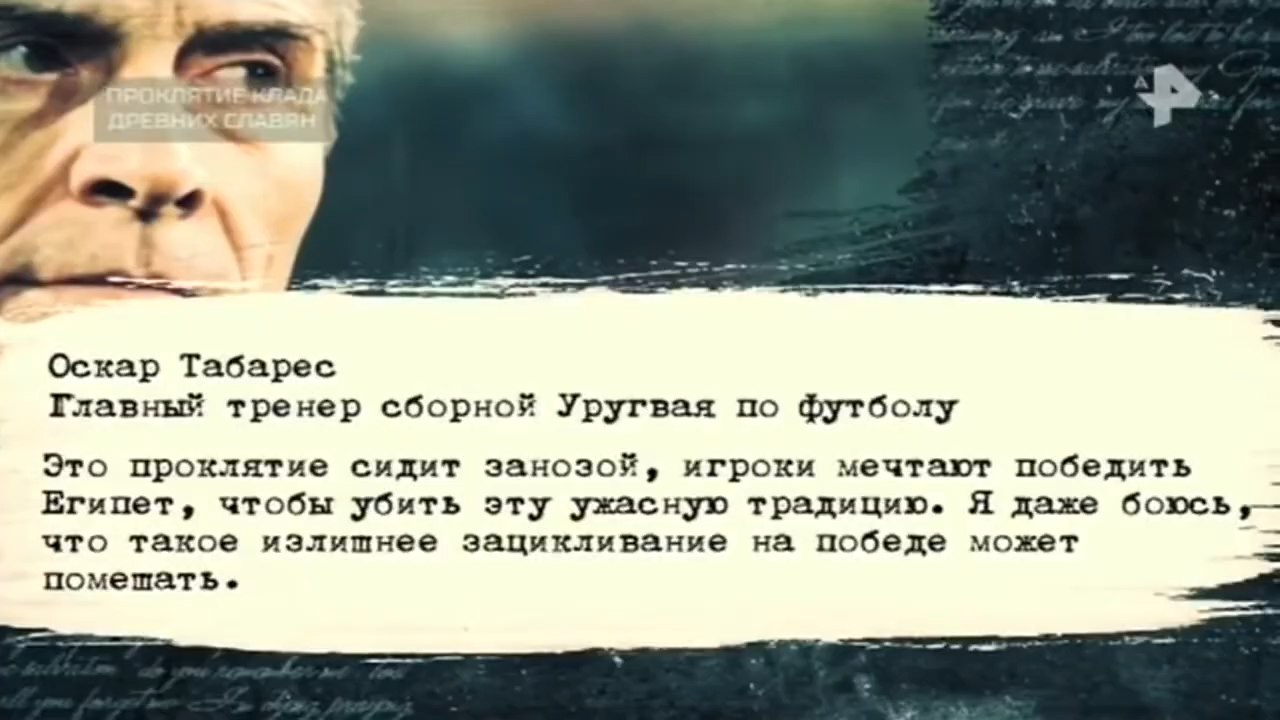 ПРОКЛЯТИЕ КЛАДА
ДРЕВНИХ СЛАВЯН
Оскар Табарес
Главный тренер сборной Уругвая по футболу
Это проклятие сидит занозой, игроки мечтают победить
Египет, чтобы убить эту ужасную традицию. Я даже боюсь,
что такое излишнее зацикливание на победе может
помешать.